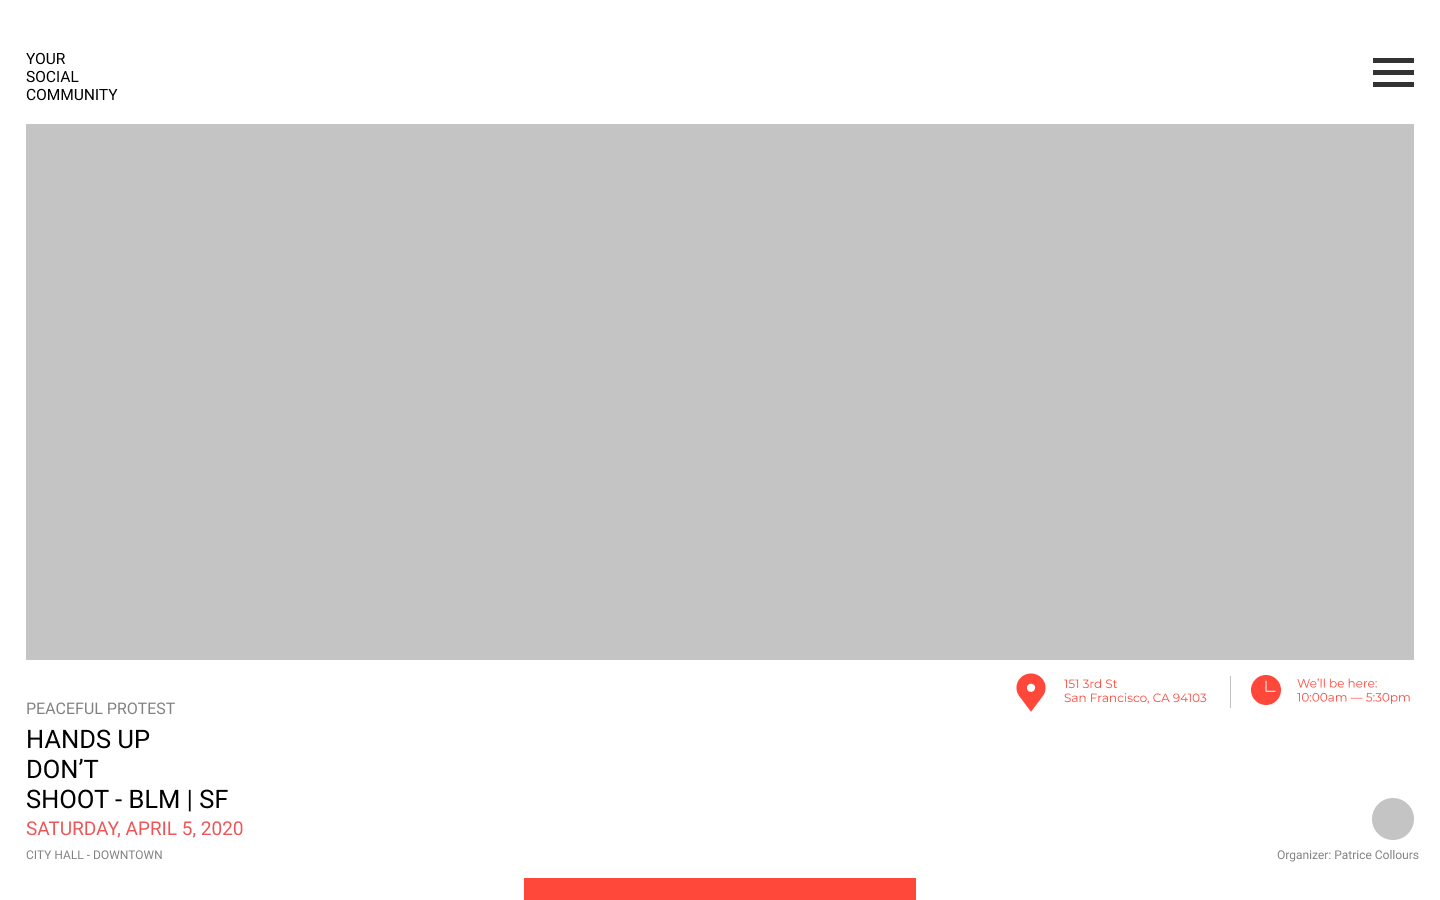 YOUR
SOCIAL
COMMUNITY
151 3rd St
San Francisco, CA 94103
We’ll be here:
10:00am — 5:30pm
PEACEFUL PROTEST
HANDS UP
DON’T
SHOOT - BLM | SF
SATURDAY, APRIL 5, 2020
CITY HALL - DOWNTOWN
Organizer: Patrice Collours